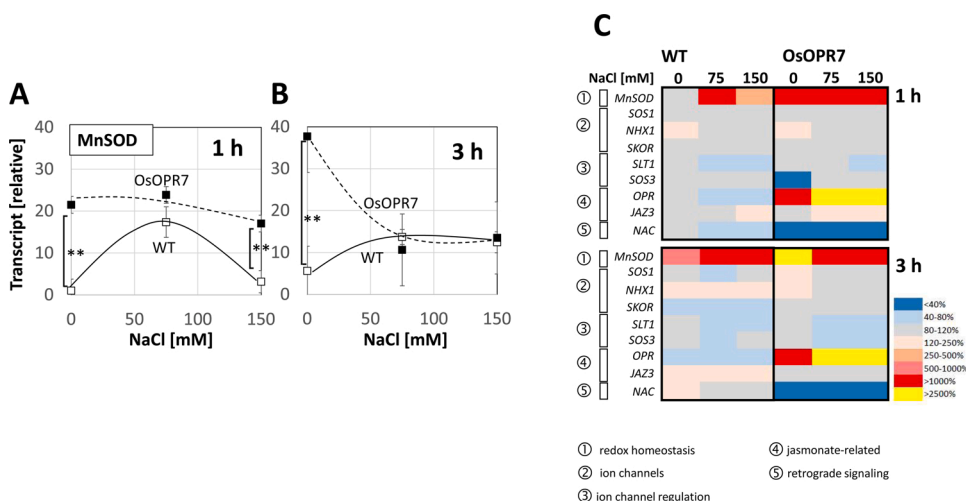 C
WT OsOPR7
NaCl [mM] 0 75 150 0 75 150
① MnSOD 1 h
SOS1
② NHX1
SKOR
③ SLT1
SOS3
④ OPR
JAZ3
⑤ NAC
① MnSOD 3 h
SOS1
② NHX1
SKOR
③ SLT1
SOS3
④ OPR
JAZ3
⑤ NAC
<40%
40-80%
80-120%
120-250%
250-500%
500-1000%
>1000%
>2500%
① redox homeostasis
② ion channels
③ ion channel regulation
④ jasmonate-related
⑤ retrograde signaling
A
MnSOD 1 h
Transcript [relative]
40
30
20
10
0
OsOPR7
WT
**
**
0 50 100 150
NaCl [mM]
B
3 h
40
30
20
10
0
OsOPR7
WT
**
0 50 100 150
NaCl [mM]